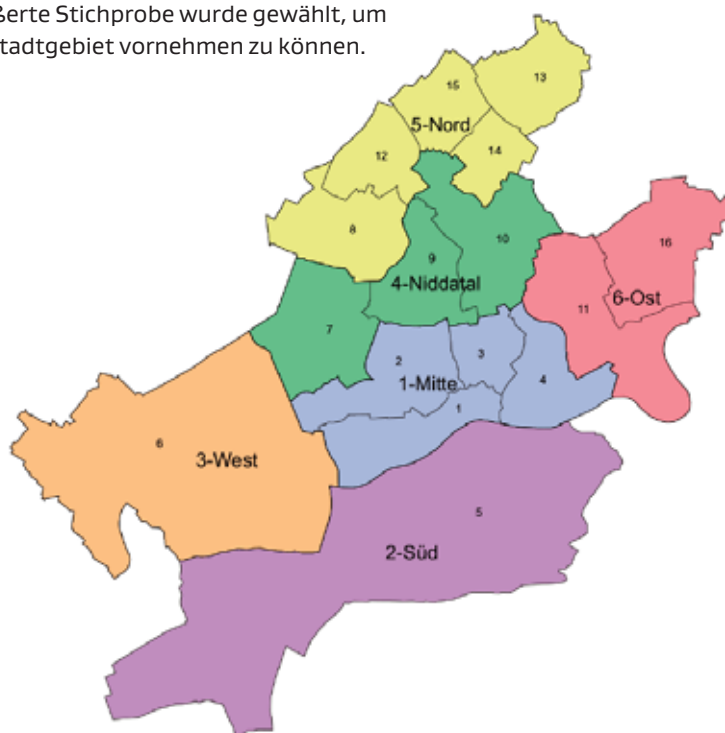 ßerte Stichprobe wurde gewählt, um
tadtgebiet vornehmen zu können.
13
15
5-Nord
14
12
8
10
9
4-Niddatal
16
6-Ost
11
7
2
3
1-Mitte
4
1
6
3-West
5
2-Süd